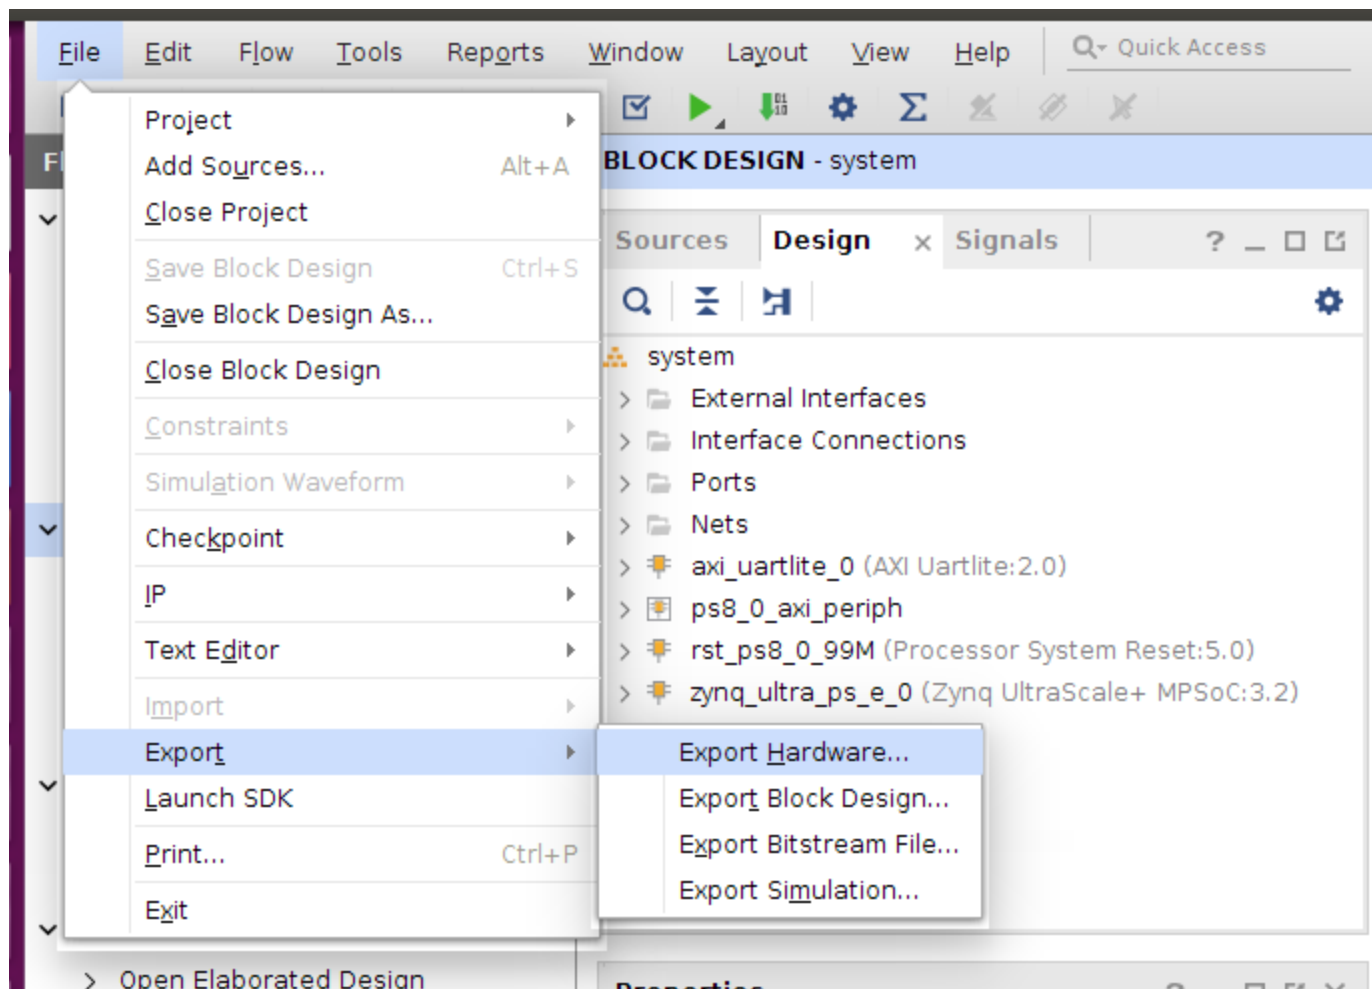 File Edit Flow Tools Reports Window Layout View Help Quick Access
Project
Add Sources... Alt+A
Close Project
Save Block Design Ctrl+S
Save Block Design As...
Close Block Design
Constraints
Simulation Waveform
Checkpoint
IP
Text Editor
Import
Export
Launch SDK
Print... Ctrl+P
Exit
Export Hardware...
Export Block Design...
Export Bitstream File...
Export Simulation...
BLOCK DESIGN - system
Sources Design Signals
system
External Interfaces
Interface Connections
Ports
Nets
axi_uartlite_0 (AXI Uartlite:2.0)
ps8_0_axi_periph
rst_ps8_0_99M (Processor System Reset:5.0)
zynq_ultra_ps_e_0 (Zynq UltraScale+ MPSoC:3.2)
Open Elaborated Design
Properties